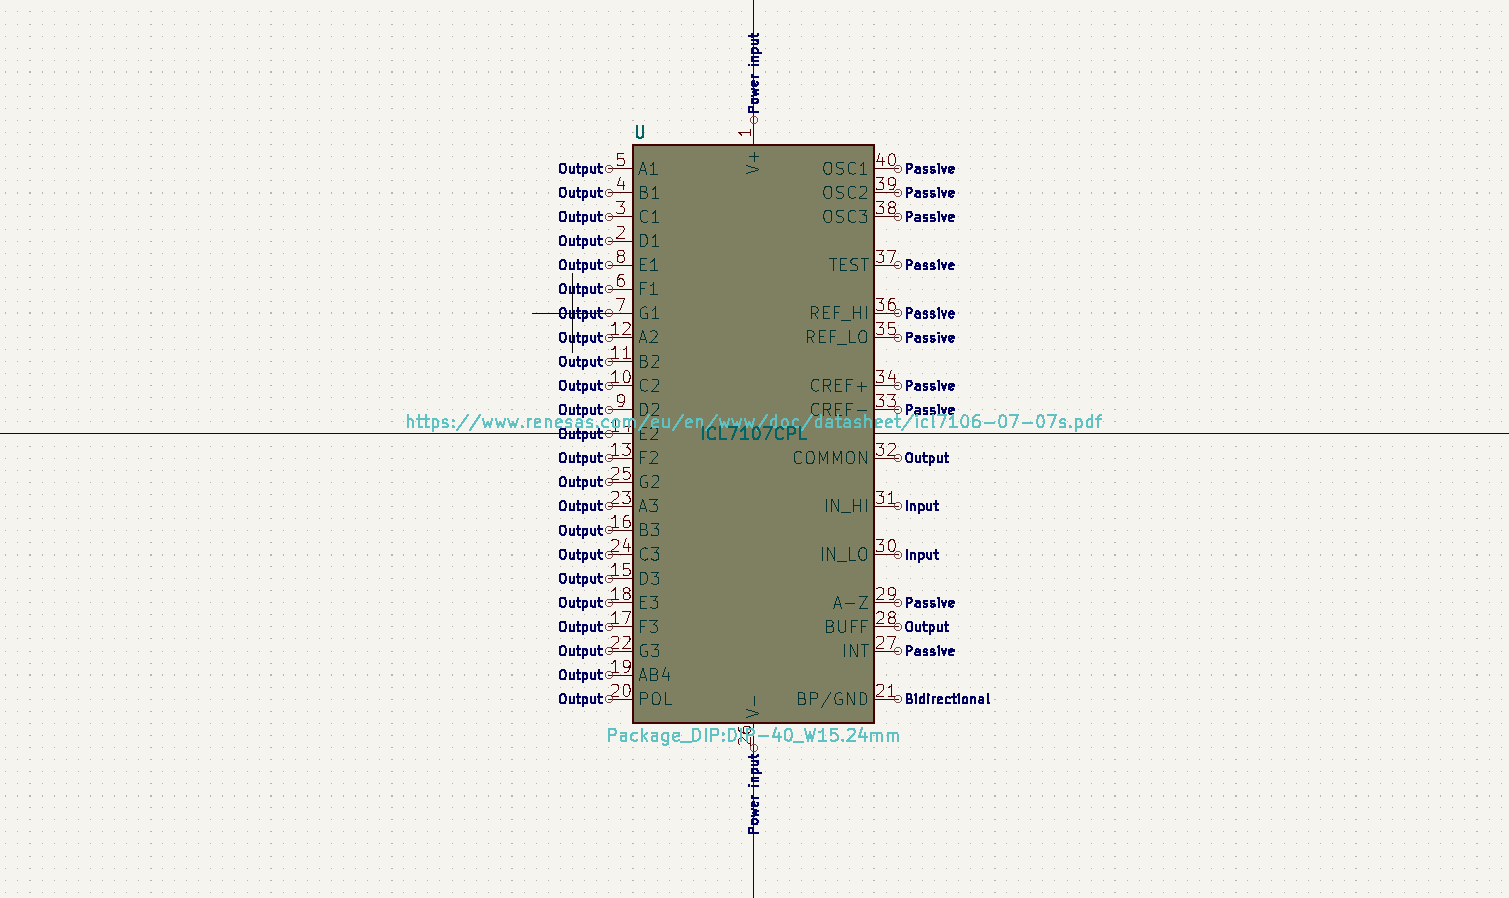 Power input
1
V+
U
Output 5 A1 OSC1 40 Passive
Output 4 B1 OSC2 39 Passive
Output 3 C1 OSC3 38 Passive
Output 2 D1
Output 8 E1 TEST 37 Passive
Output 6 F1
Output 7 G1 REF_HI 36 Passive
Output 12 A2 REF_LO 35 Passive
Output 11 B2
Output 10 C2 CREF+ 34 Passive
Output 9 D2 CREF- 33 Passive
https://www.renesas.com/eu/en/www/doc/datasheet/icl7106-07-07s.pdf
Output E2 ICL7107CPL
Output 13 F2 COMMON 32 Output
Output 25 G2
Output 23 A3 IN_HI 31 Input
Output 16 B3
Output 24 C3 IN_LO 30 Input
Output 15 D3
Output 18 E3 A-Z 29 Passive
Output 17 F3 BUFF 28 Output
Output 22 G3 INT 27 Passive
Output 19 AB4
Output 20 POL BP/GND 21 Bidirectional
V-
Package_DIP:DIP-40_W15.24mm
26
Power input